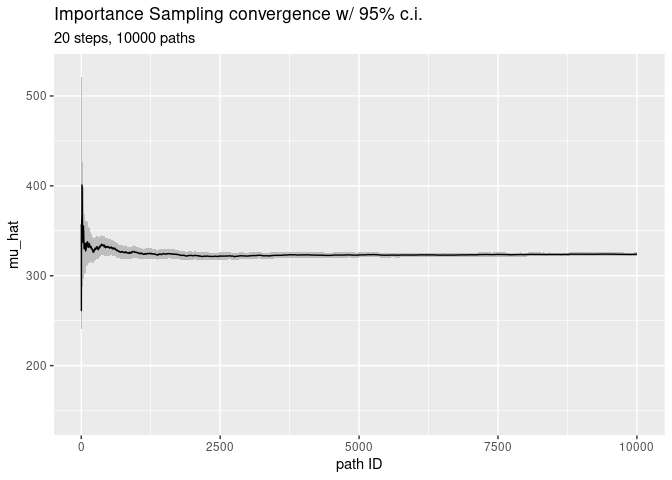 Importance Sampling convergence w/ 95% c.i.
20 steps, 10000 paths
500
400
300
200
mu_hat
0 2500 5000 7500 10000
path ID